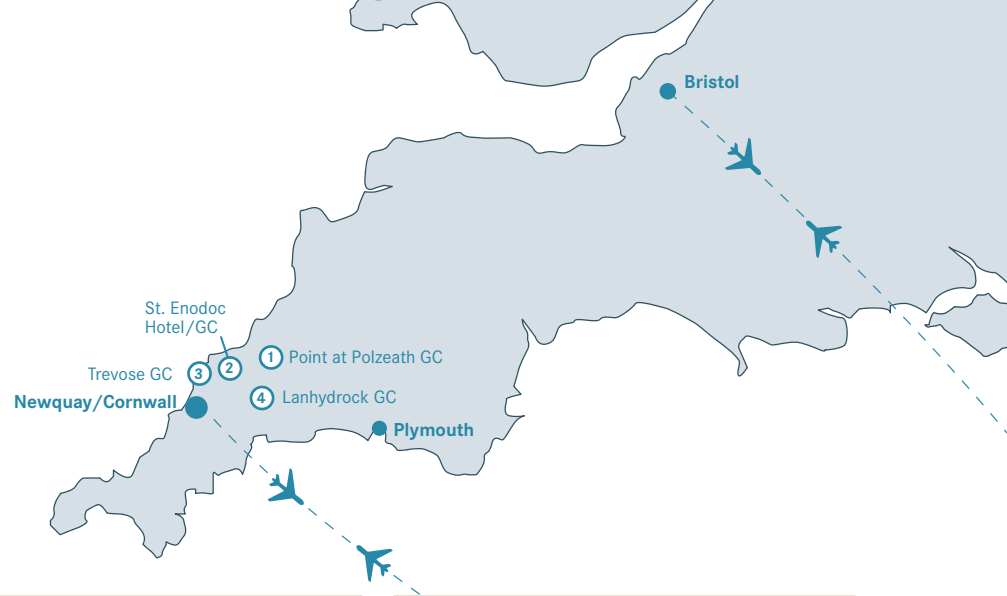 Bristol
St. Enodoc
Hotel/GC
1 Point at Polzeath GC
2
Trevose GC 3
4 Lanhydrock GC
Newquay/Cornwall
Plymouth